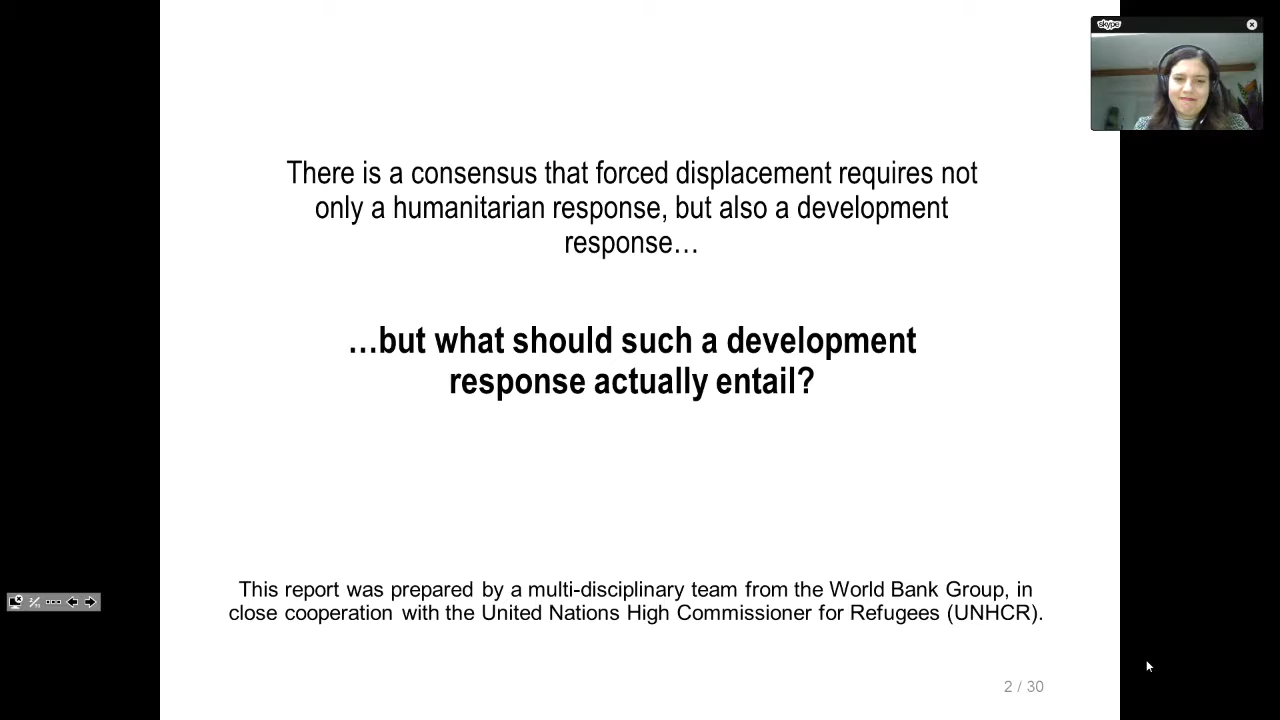 skype
There is a consensus that forced displacement requires not
only a humanitarian response, but also a development
response…
…but what should such a development
response actually entail?
This report was prepared by a multi-disciplinary team from the World Bank Group, in
close cooperation with the United Nations High Commissioner for Refugees (UNHCR).
2 / 30